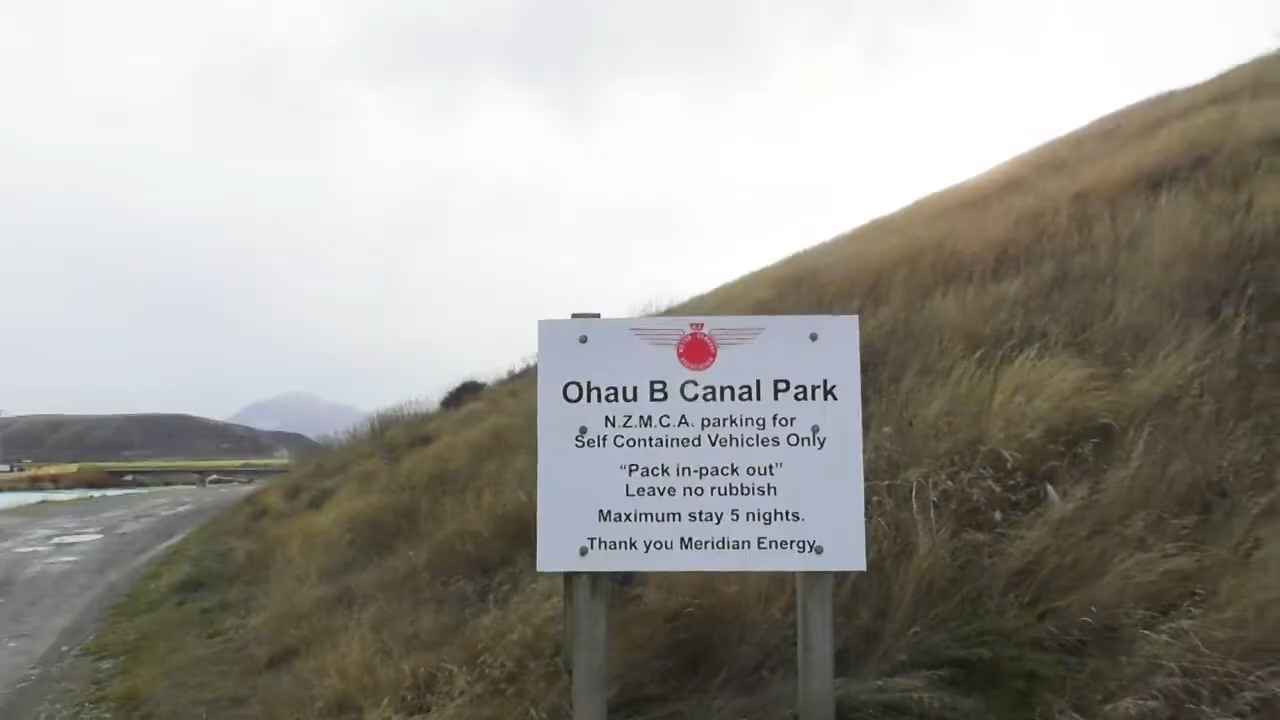 Ohau B Canal Park
N.Z.M.C.A. parking for
Self Contained Vehicles Only
“Pack in-pack out”
Leave no rubbish
Maximum stay 5 nights.
Thank you Meridian Energy